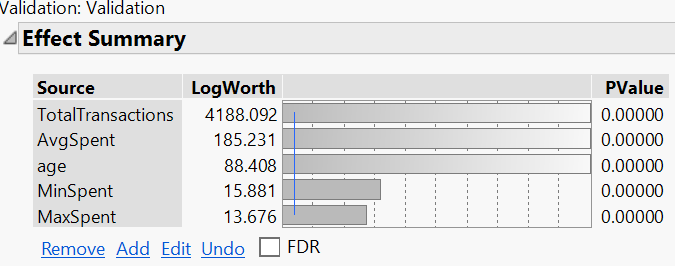 Validation: Validation
Effect Summary
Source LogWorth PValue
TotalTransactions 4188.092 0.00000
AvgSpent 185.231 0.00000
age 88.408 0.00000
MinSpent 15.881 0.00000
MaxSpent 13.676 0.00000
Remove Add Edit Undo FDR